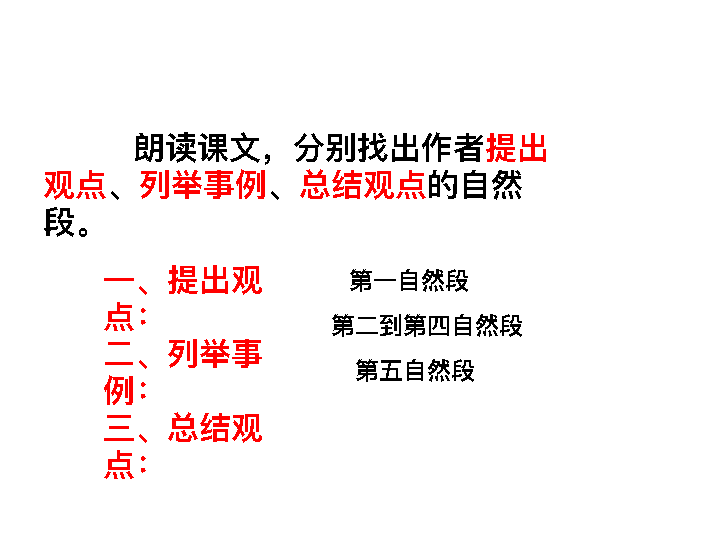 朗读课文，分别找出作者提出
观点、列举事例、总结观点的自然
段。
一、提出观
点：
二、列举事
例：
三、总结观
点：
第一自然段
第二到第四自然段
第五自然段